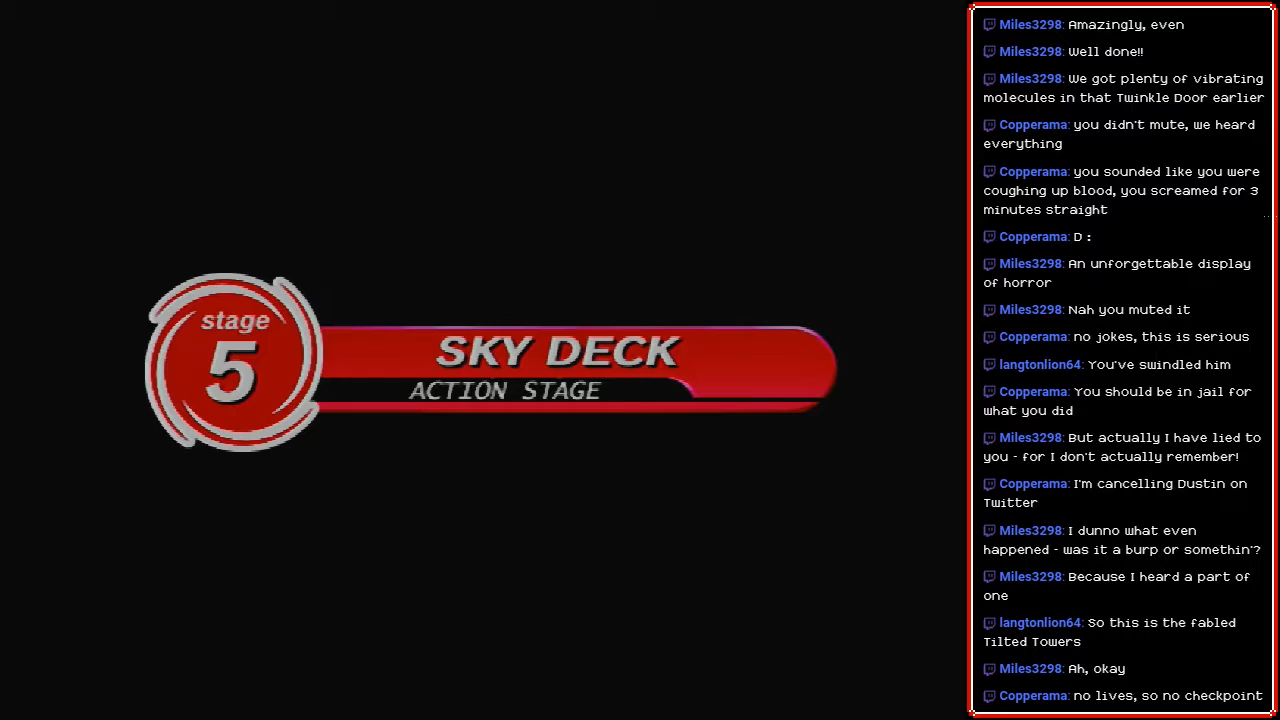 stage
5
SKY DECK
ACTION STAGE
Miles3298: Amazingly, even
Miles3298: Well done!!
Miles3298: We got plenty of vibrating
molecules in that Twinkle Door earlier
Copperama: you didn't mute, we heard
everything
Copperama: you sounded like you were
coughing up blood, you screamed for 3
minutes straight
Copperama: D :
Miles3298: An unforgettable display
of horror
Miles3298: Nah you muted it
Copperama: no jokes, this is serious
langtonlion64: You've swindled him
Copperama: You should be in jail for
what you did
Miles3298: But actually I have lied to
you - for I don't actually remember!
Copperama: I'm cancelling Dustin on
Twitter
Miles3298: I dunno what even
happened - was it a burp or somethin'?
Miles3298: Because I heard a part of
one
langtonlion64: So this is the fabled
Tilted Towers
Miles3298: Ah, okay
Copperama: no lives, so no checkpoint